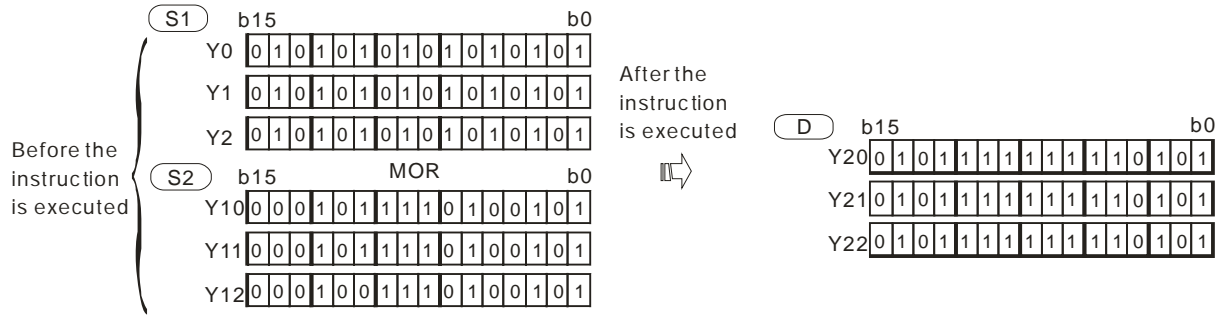 S1 b15 b0
Y0 0 1 0 1 0 1 0 1 0 1 0 1 0 1 0 1
Y1 0 1 0 1 0 1 0 1 0 1 0 1 0 1 0 1
Y2 0 1 0 1 0 1 0 1 0 1 0 1 0 1 0 1
Before the
instruction
is executed
S2 b15 MOR b0
Y10 0 0 0 1 0 1 1 1 1 0 1 0 0 1 0 1
Y11 0 0 0 1 0 1 1 1 1 0 1 0 0 1 0 1
Y12 0 0 0 1 0 0 1 1 1 0 1 0 0 1 0 1
After the
instruction
is executed
D b15 b0
Y20 0 1 0 1 1 1 1 1 1 1 1 1 0 1 0 1
Y21 0 1 0 1 1 1 1 1 1 1 1 1 0 1 0 1
Y22 0 1 0 1 1 1 1 1 1 1 1 1 0 1 0 1